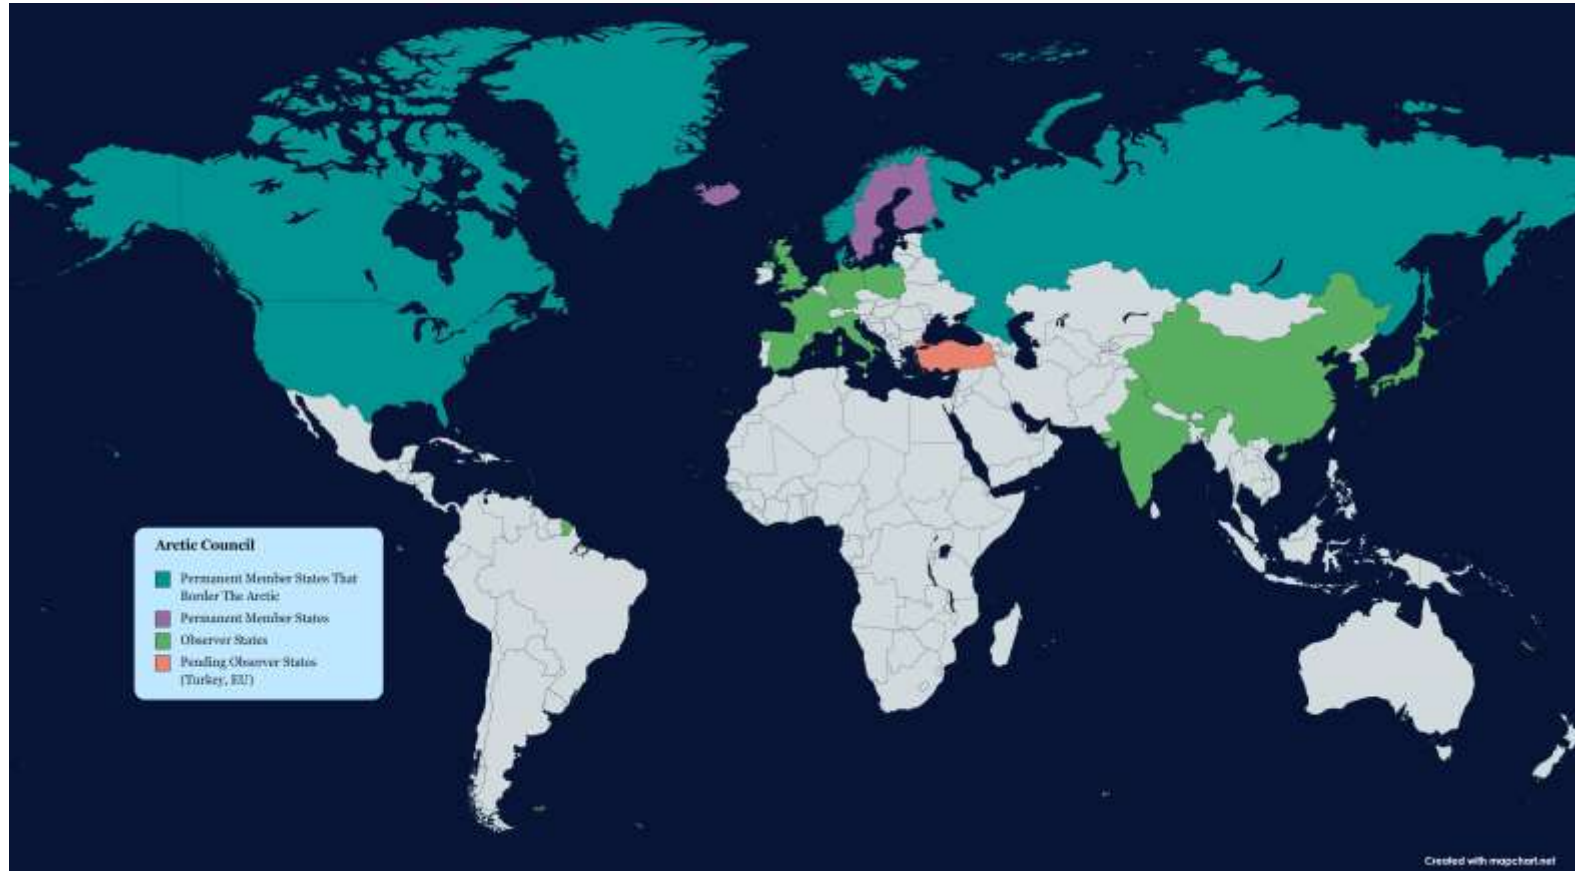 Arctic Council
Permanent Member States That
Border The Arctic
Permanent Member States
Observer States
Pending Observer States
(Turkey, EU)
Created with mapchart.net